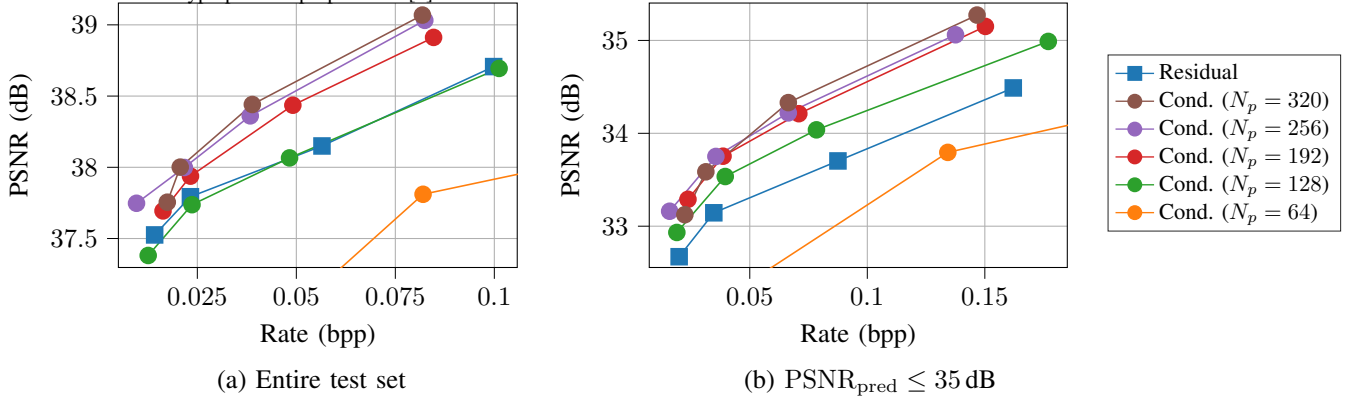 39
38.5
38
37.5
PSNR (dB)
0.025 0.05 0.075 0.1
Rate (bpp)
(a) Entire test set
35
34
33
PSNR (dB)
0.05 0.1 0.15
Rate (bpp)
(b) PSNR_pred ≤ 35 dB
Residual
Cond. (N_p = 320)
Cond. (N_p = 256)
Cond. (N_p = 192)
Cond. (N_p = 128)
Cond. (N_p = 64)